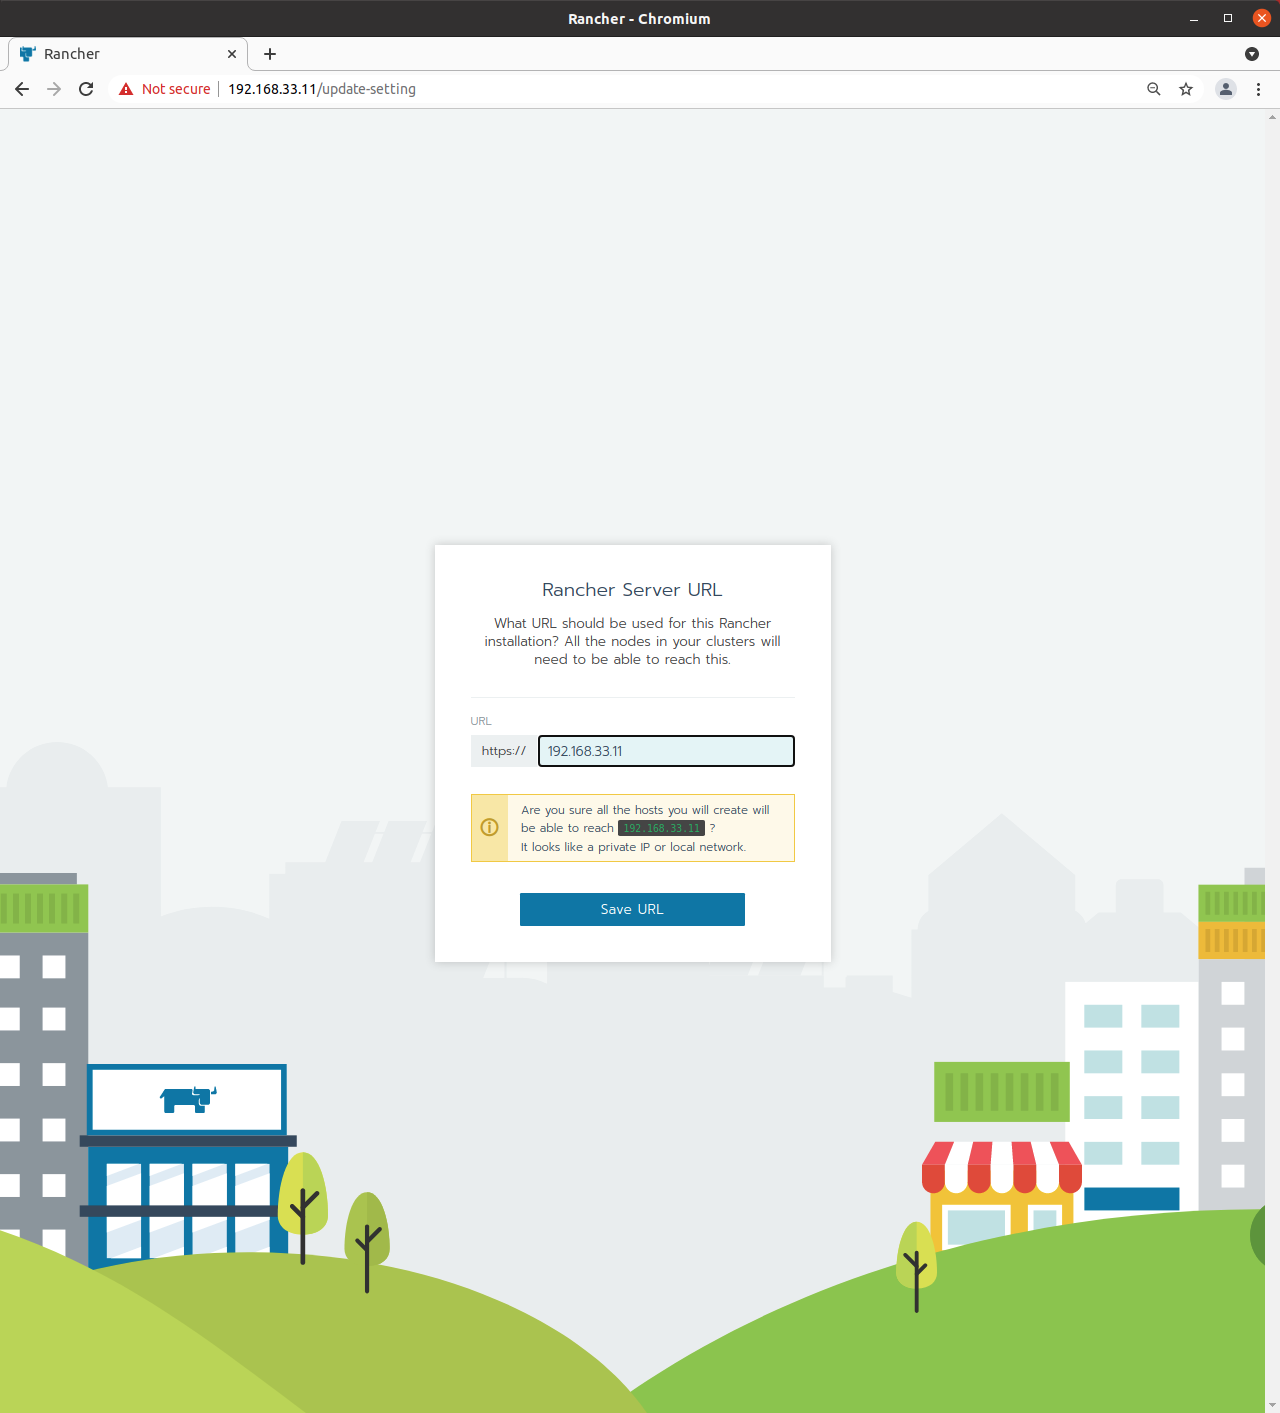 Rancher - Chromium
Rancher
Not secure
192.168.33.11/update-setting
Rancher Server URL
What URL should be used for this Rancher
installation? All the nodes in your clusters will
need to be able to reach this.
URL
https://
192.168.33.11
Are you sure all the hosts you will create will
be able to reach 192.168.33.11 ?
It looks like a private IP or local network.
Save URL